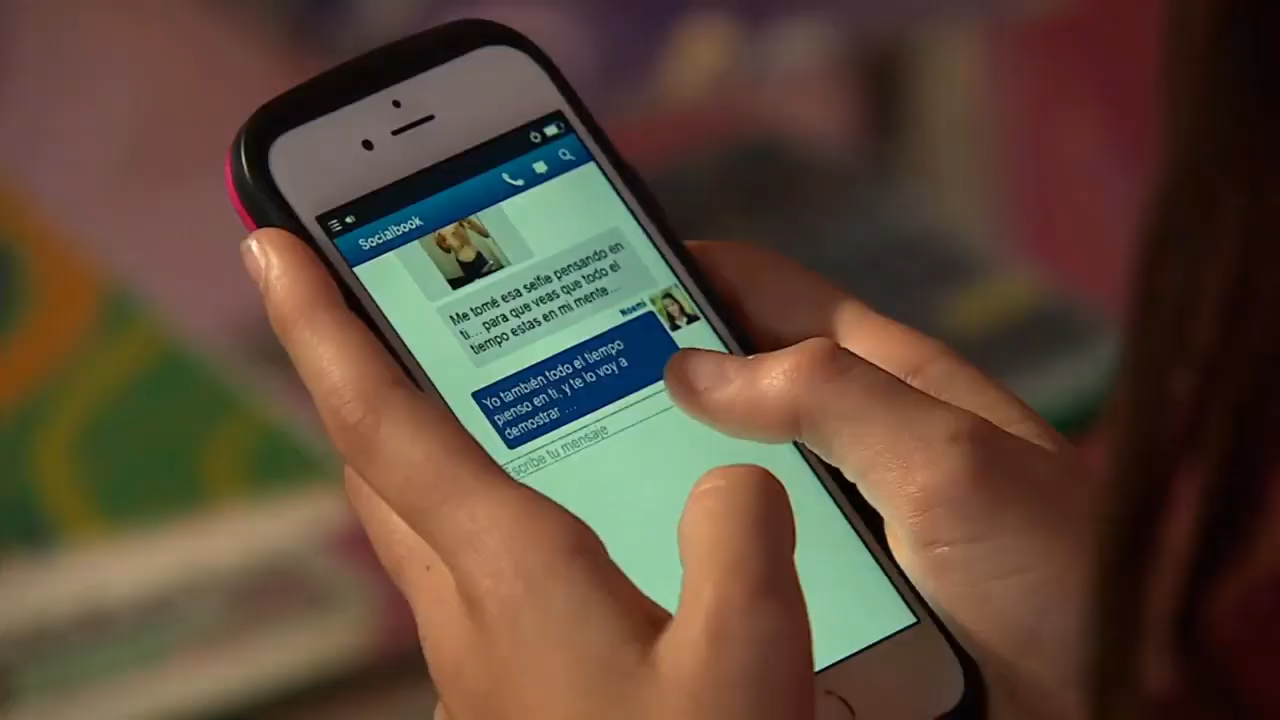 Socialbook
Me tomé esa selfie pensando en
ti... para que veas que todo el
tiempo estas en mi mente...
Noemí
Yo también todo el tiempo
pienso en ti, y te lo voy a
demostrar ...
Escribe tu mensaje